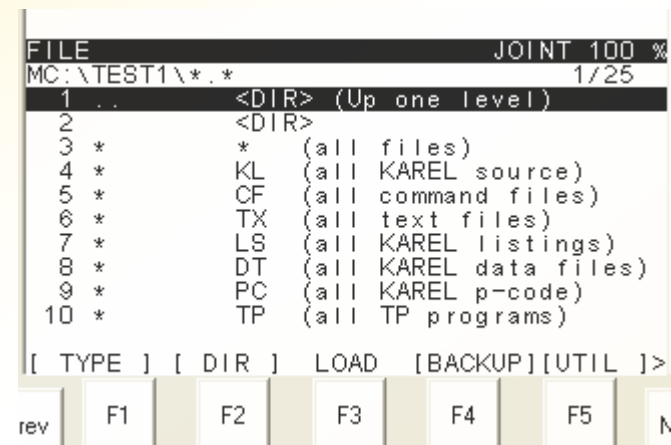 FILE JOINT 100 %
MC:\TEST1\*.* 1/25
1 .. <DIR> (Up one level)
2 <DIR>
3 * * (all files)
4 * KL (all KAREL source)
5 * CF (all command files)
6 * TX (all text files)
7 * LS (all KAREL listings)
8 * DT (all KAREL data files)
9 * PC (all KAREL p-code)
10 * TP (all TP programs)
[ TYPE ] [ DIR ] LOAD [BACKUP][UTIL ]>
rev F1 F2 F3 F4 F5 N